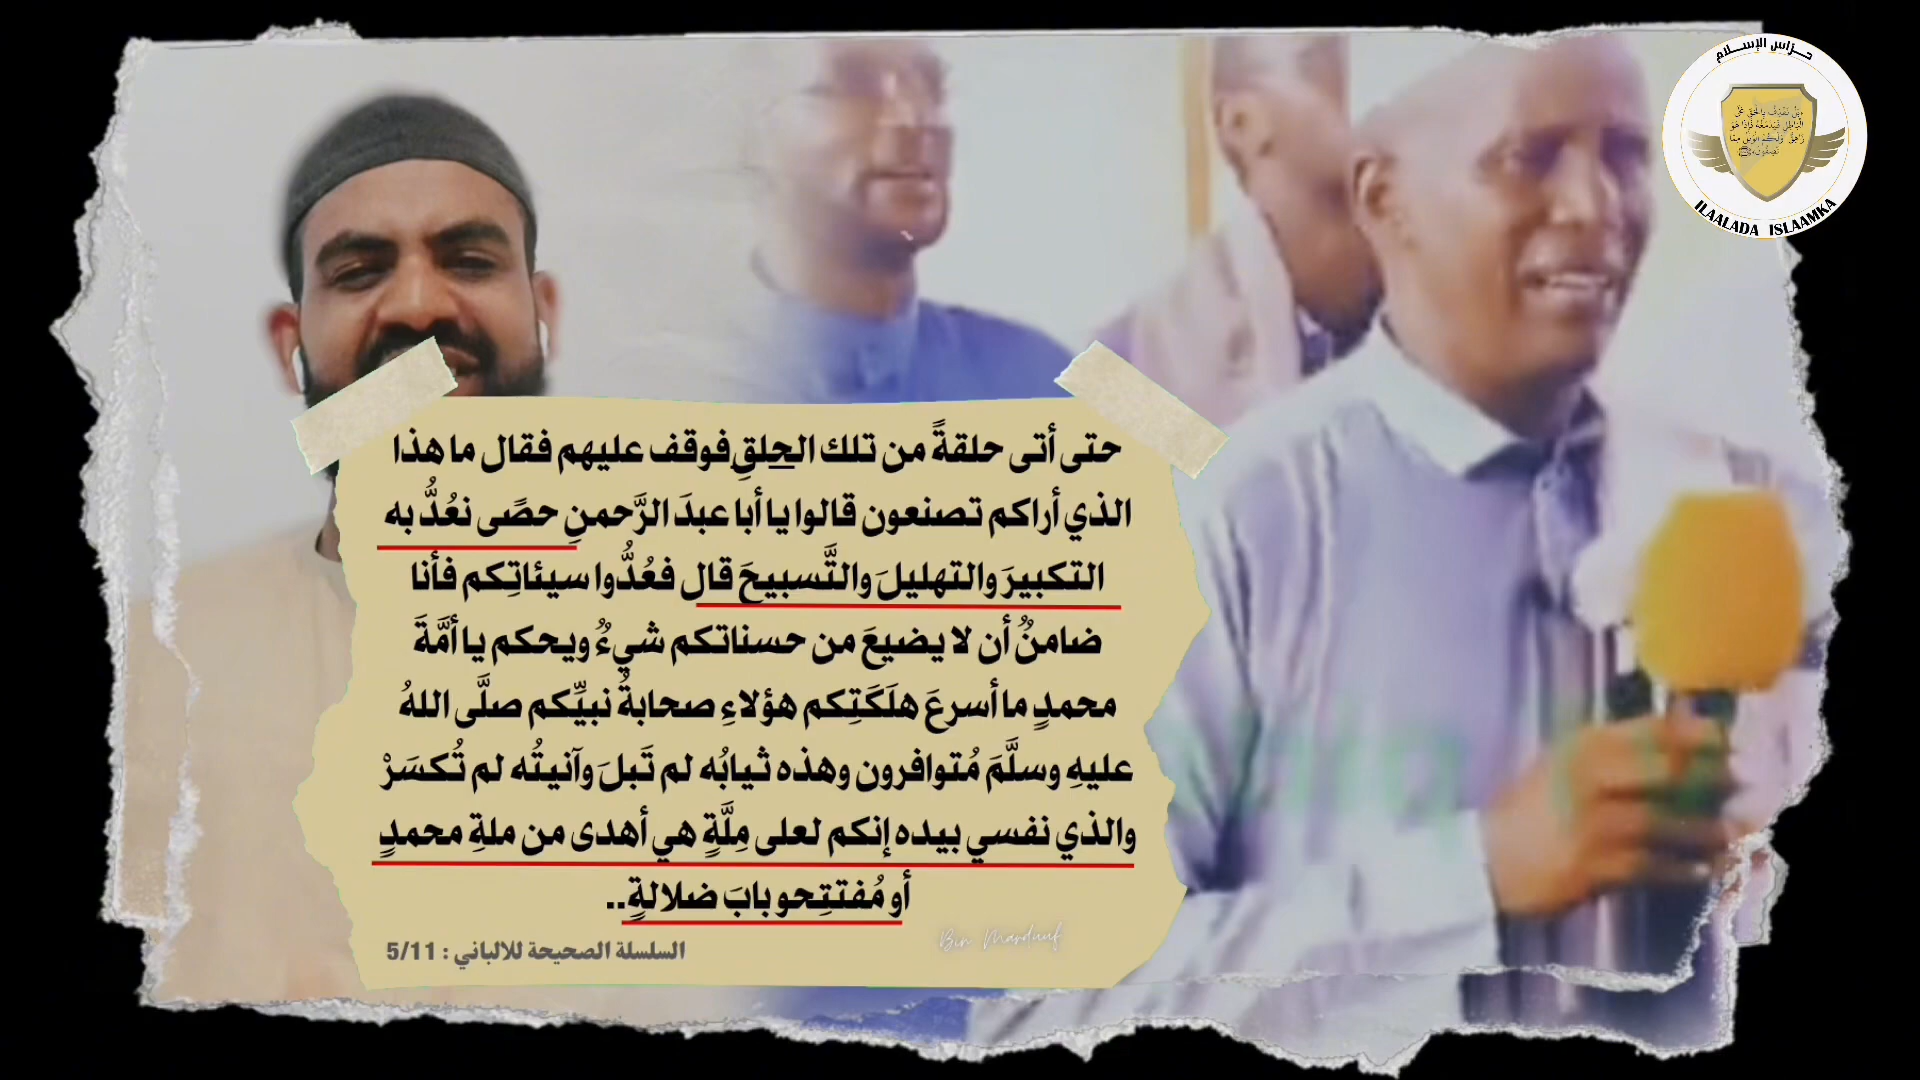 حراس الإسلام
ILAALADA ISLAAMKA
حتى أتى حلقةً من تلك الحِلقِ فوقف عليهم فقال ما هذا
الذي أراكم تصنعون قالوا يا أبا عبدَ الرَّحمنِ حصًى نعُدُّ به
التكبيرَ والتهليلَ والتَّسبيحَ قال فعُدُّوا سيئاتِكم فأنا
ضامنٌ أن لا يضيعَ من حسناتكم شيءٌ ويحكم يا أمَّةَ
محمدٍ ما أسرعَ هلَكَتِكم هؤلاءِ صحابةُ نبيِّكم صلَّى اللهُ
عليهِ وسلَّمَ مُتوافرون وهذه ثيابُه لم تَبلَ وآنيتُه لم تُكسَرْ
والذي نفسي بيده إنكم لعلى مِلَّةٍ هي أهدى من ملةِ محمدٍ
أو مُفتتِحو بابَ ضلالةٍ..
السلسلة الصحيحة للالباني : 5/11